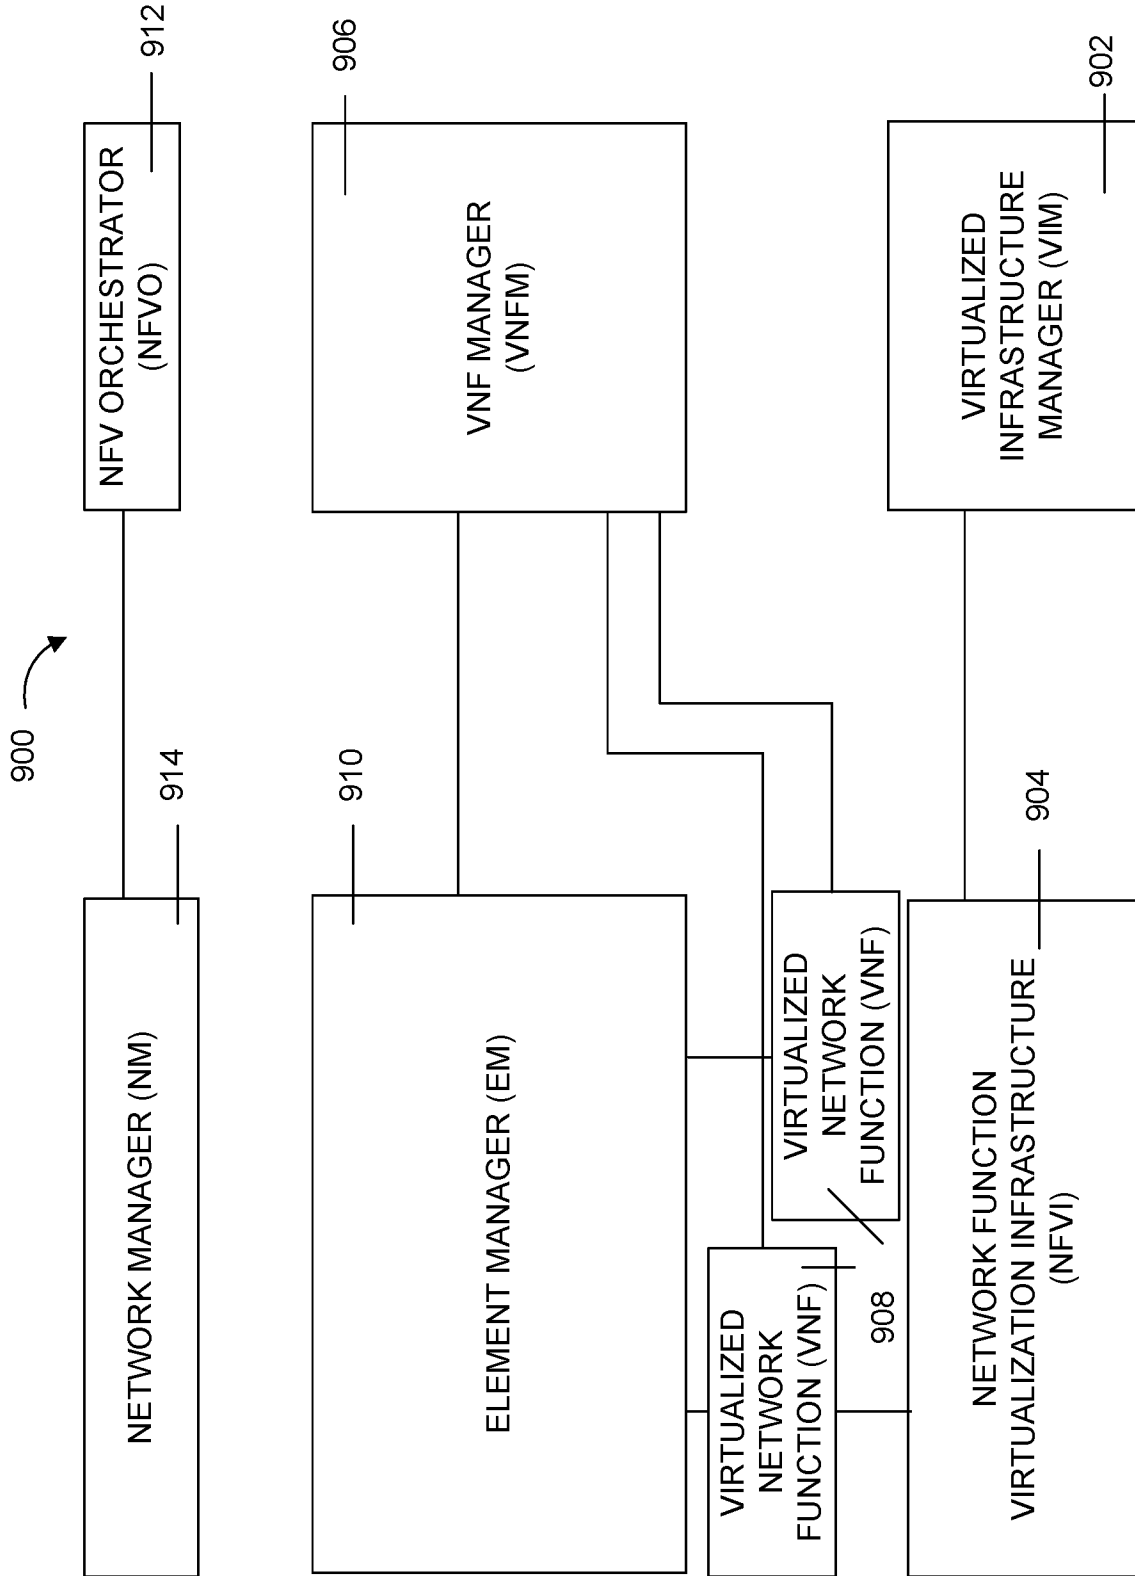 900
NETWORK MANAGER (NM)
914
NFV ORCHESTRATOR
(NFVO)
912
ELEMENT MANAGER (EM)
910
VNF MANAGER
(VNFM)
906
VIRTUALIZED
NETWORK
FUNCTION (VNF)
VIRTUALIZED
NETWORK
FUNCTION (VNF)
908
NETWORK FUNCTION
VIRTUALIZATION INFRASTRUCTURE
(NFVI)
904
VIRTUALIZED
INFRASTRUCTURE
MANAGER (VIM)
902